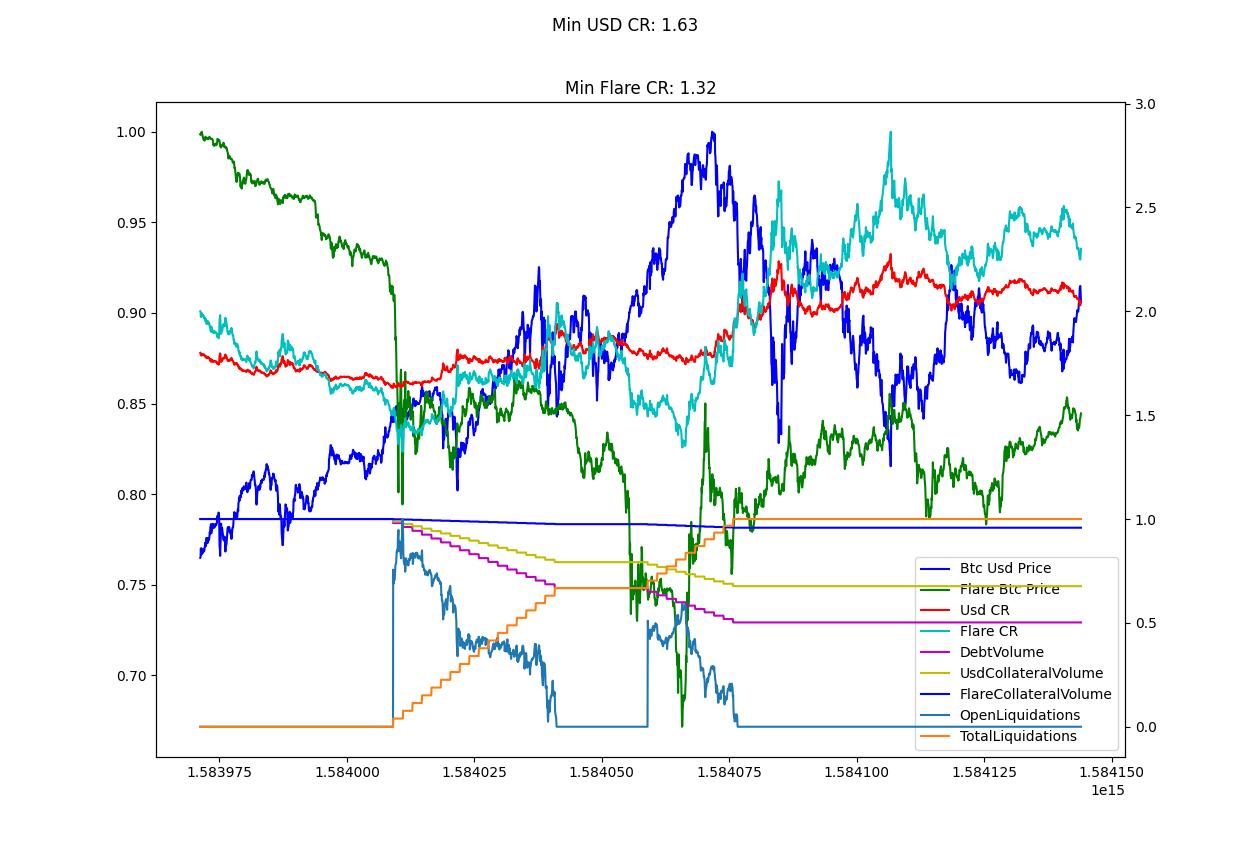 Min USD CR: 1.63
Min Flare CR: 1.32
1.00
0.95
0.90
0.85
0.80
0.75
0.70
3.0
2.5
2.0
1.5
1.0
0.5
0.0
Btc Usd Price
Flare Btc Price
Usd CR
Flare CR
DebtVolume
UsdCollateralVolume
FlareCollateralVolume
OpenLiquidations
TotalLiquidations
1.583975 1.584000 1.584025 1.584050 1.584075 1.584100 1.584125 1.584150
1e15